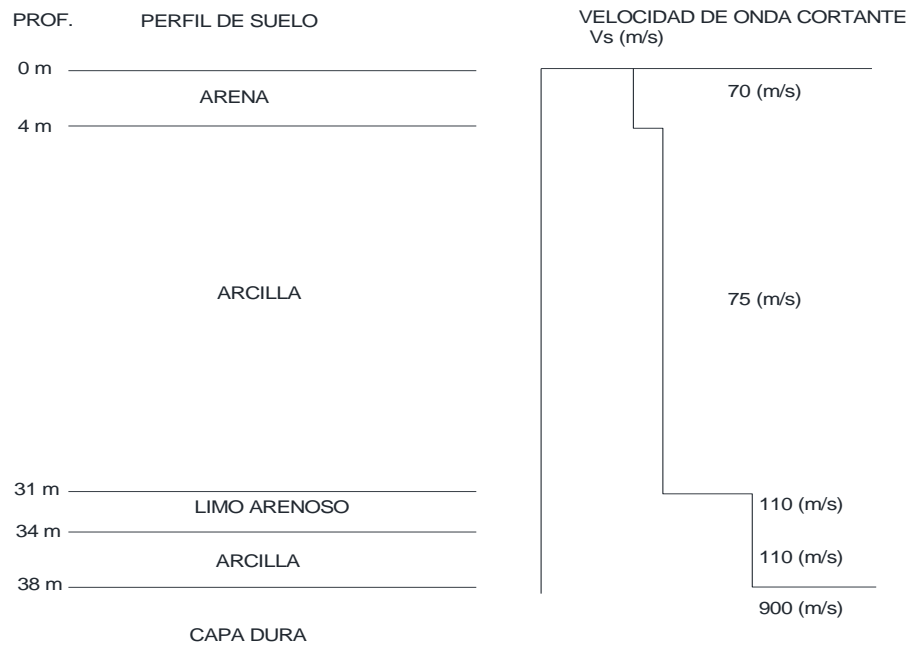 PROF.
PERFIL DE SUELO
VELOCIDAD DE ONDA CORTANTE
Vs (m/s)
0 m
ARENA
70 (m/s)
4 m
ARCILLA
75 (m/s)
31 m
LIMO ARENOSO
110 (m/s)
34 m
ARCILLA
110 (m/s)
38 m
900 (m/s)
CAPA DURA